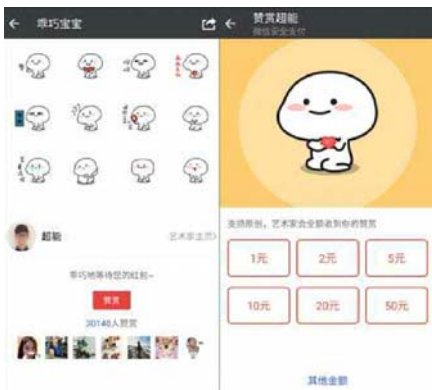 乖巧宝宝
超能
艺术家主页>
乖巧地等待您的红包~
赞赏
30148人赞赏
赞赏超能
微信安全支付
支持原创，艺术家会全额收到你的赞赏
1元
2元
5元
10元
20元
50元
其他金额